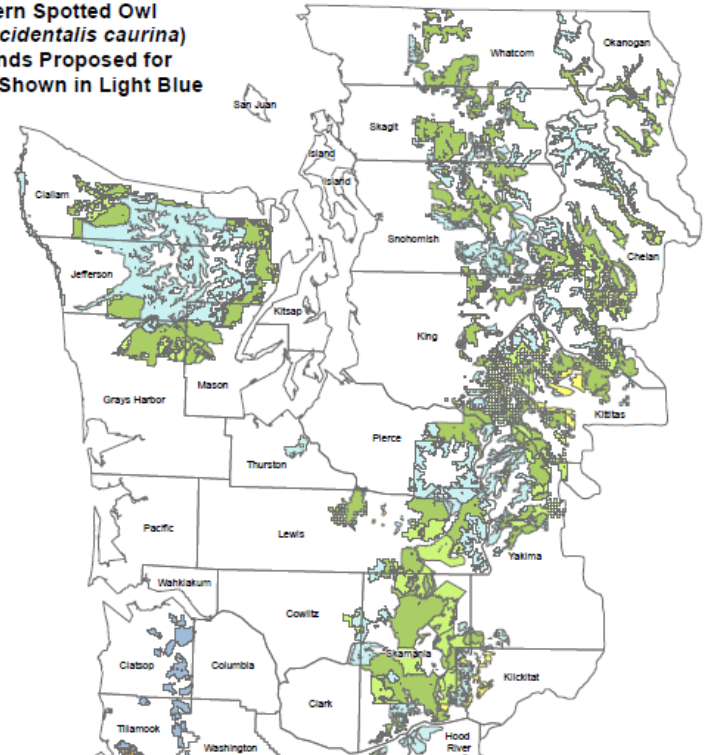 ern Spotted Owl
cidentalis caurina)
nds Proposed for
Shown in Light Blue
Whatcom
Okanogan
San Juan
Skagit
Island
Island
Clallam
Snohomish
Chelan
Jefferson
Kitsap
King
Mason
Grays Harbor
Kittitas
Pierce
Thurston
Pacific
Lewis
Yakima
Wahkiakum
Cowlitz
Skamania
Clatsop
Columbia
Klickitat
Clark
Tillamook
Washington
Hood
River